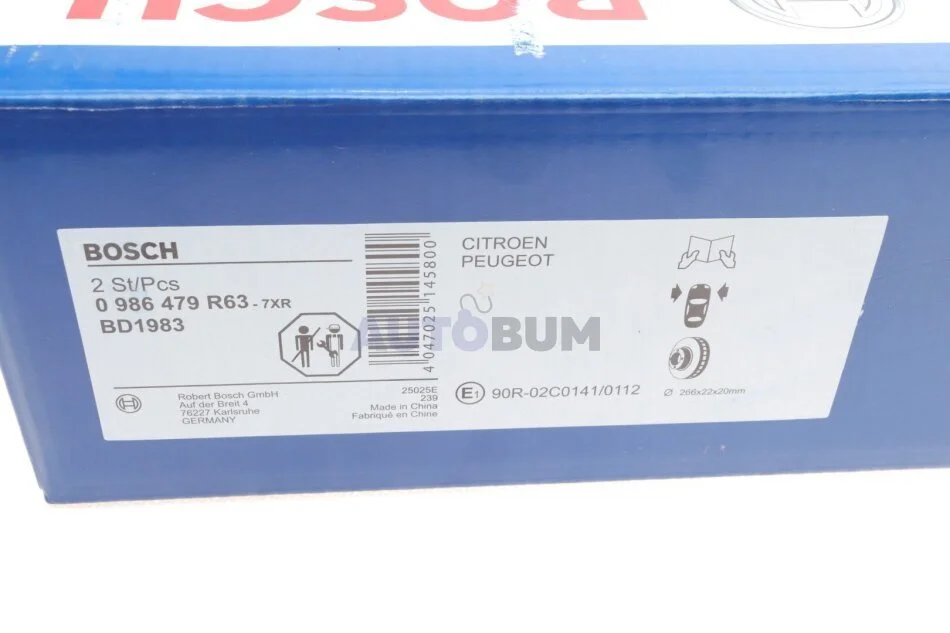 BOSCH
BOSCH
2 St/Pcs
0 986 479 R63 - 7XR
BD1983
4 047025 145800
CITROEN
PEUGEOT
AUTOBUM
Robert Bosch GmbH
Auf der Breit 4
76227 Karlsruhe
GERMANY
25025E
239
Made in China
Fabriqué en Chine
E1 90R-02C0141/0112
Ø 266x22x20mm